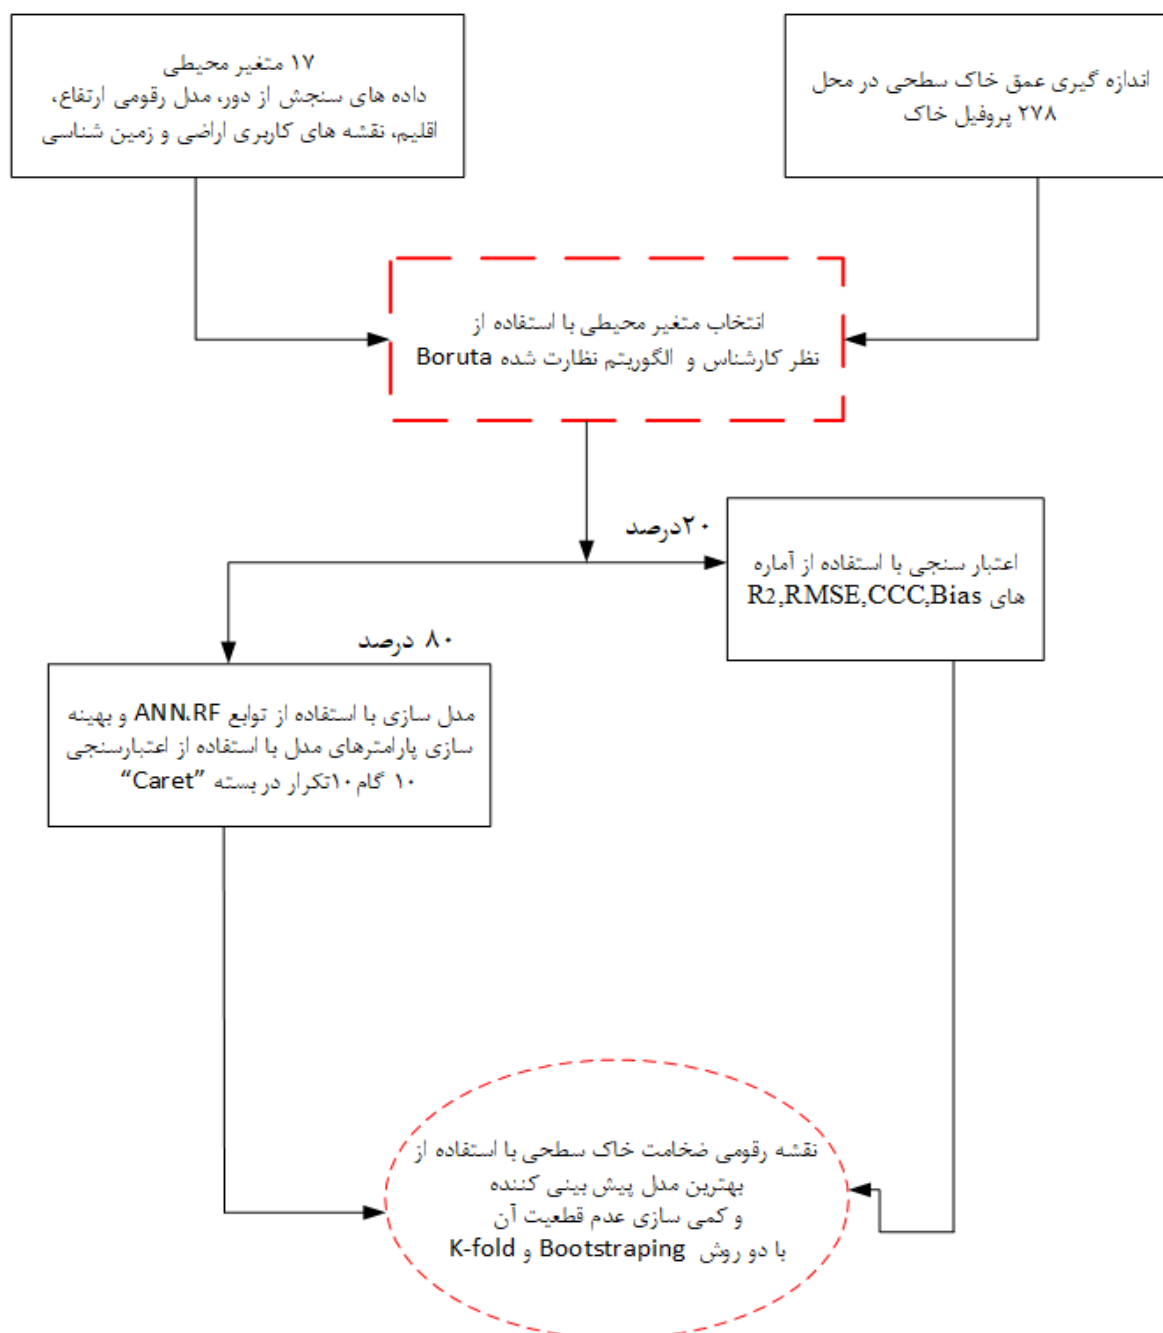 اندازه گیری عمق خاک سطحی در محل
۲۷۸ پروفیل خاک
۱۷ متغیر محیطی
داده های سنجش از دور، مدل رقومی ارتفاع،
اقلیم، نقشه های کاربری اراضی و زمین شناسی
انتخاب متغیر محیطی با استفاده از
نظر کارشناس و الگوریتم نظارت شده Boruta
۲۰درصد
اعتبار سنجی با استفاده از آماره
های R2,RMSE,CCC,Bias
۸۰ درصد
مدل سازی با استفاده از توابع ANN،RF و بهینه
سازی پارامترهای مدل با استفاده از اعتبارسنجی
۱۰ گام۱۰تکرار در بسته “Caret”
نقشه رقومی ضخامت خاک سطحی با استفاده از
بهترین مدل پیش بینی کننده
و کمی سازی عدم قطعیت آن
با دو روش Bootstraping و K-fold